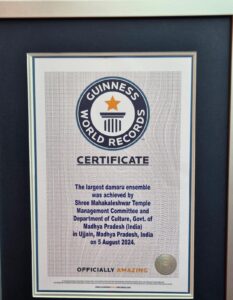 GUINNESS
WORLD RECORDS
CERTIFICATE
The largest damaru ensemble
was achieved by
Shree Mahakaleshwar Temple
Management Committee and
Department of Culture, Govt. of
Madhya Pradesh (India)
in Ujjain, Madhya Pradesh, India
on 5 August 2024.
OFFICIALLY AMAZING